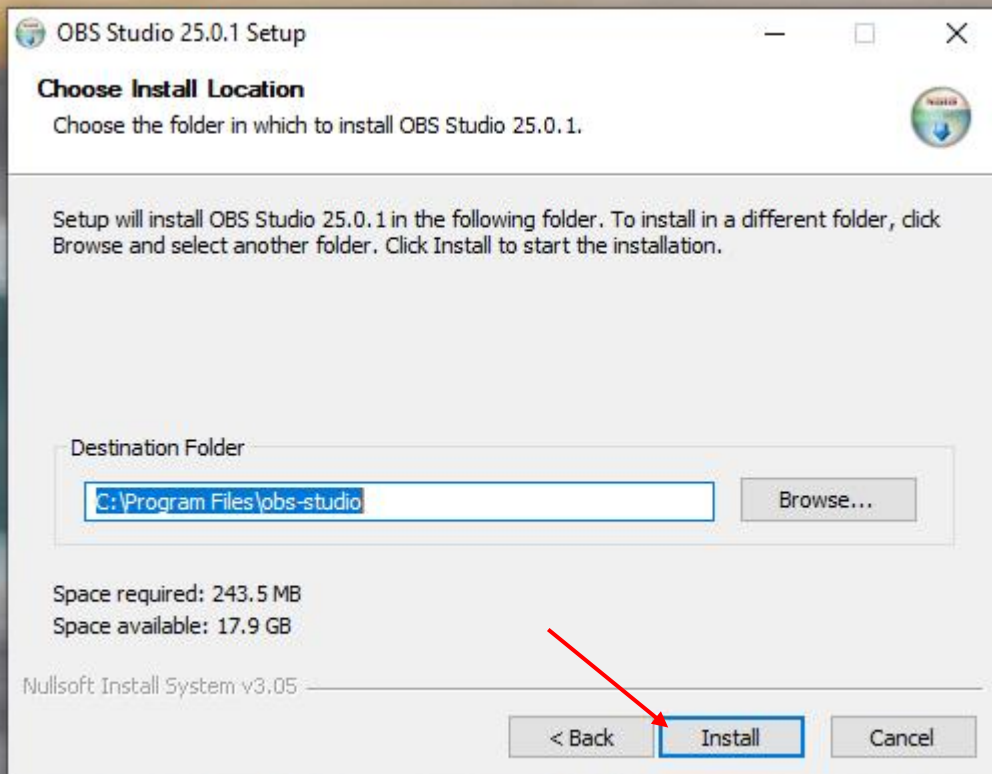 OBS Studio 25.0.1 Setup
Choose Install Location
Choose the folder in which to install OBS Studio 25.0.1.
Setup will install OBS Studio 25.0.1 in the following folder. To install in a different folder, click
Browse and select another folder. Click Install to start the installation.
Destination Folder
C:\Program Files\obs-studio
Browse...
Space required: 243.5 MB
Space available: 17.9 GB
Nullsoft Install System v3.05
< Back
Install
Cancel